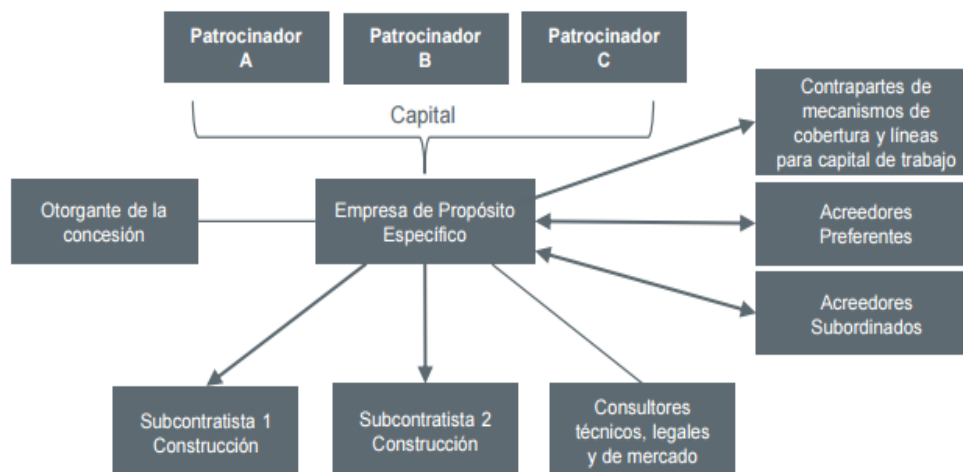 Patrocinador
A
Patrocinador
B
Patrocinador
C
Capital
Contrapartes de
mecanismos de
cobertura y líneas
para capital de trabajo
Otorgante de la
concesión
Empresa de Propósito
Específico
Acreedores
Preferentes
Acreedores
Subordinados
Subcontratista 1
Construcción
Subcontratista 2
Construcción
Consultores
técnicos, legales
y de mercado